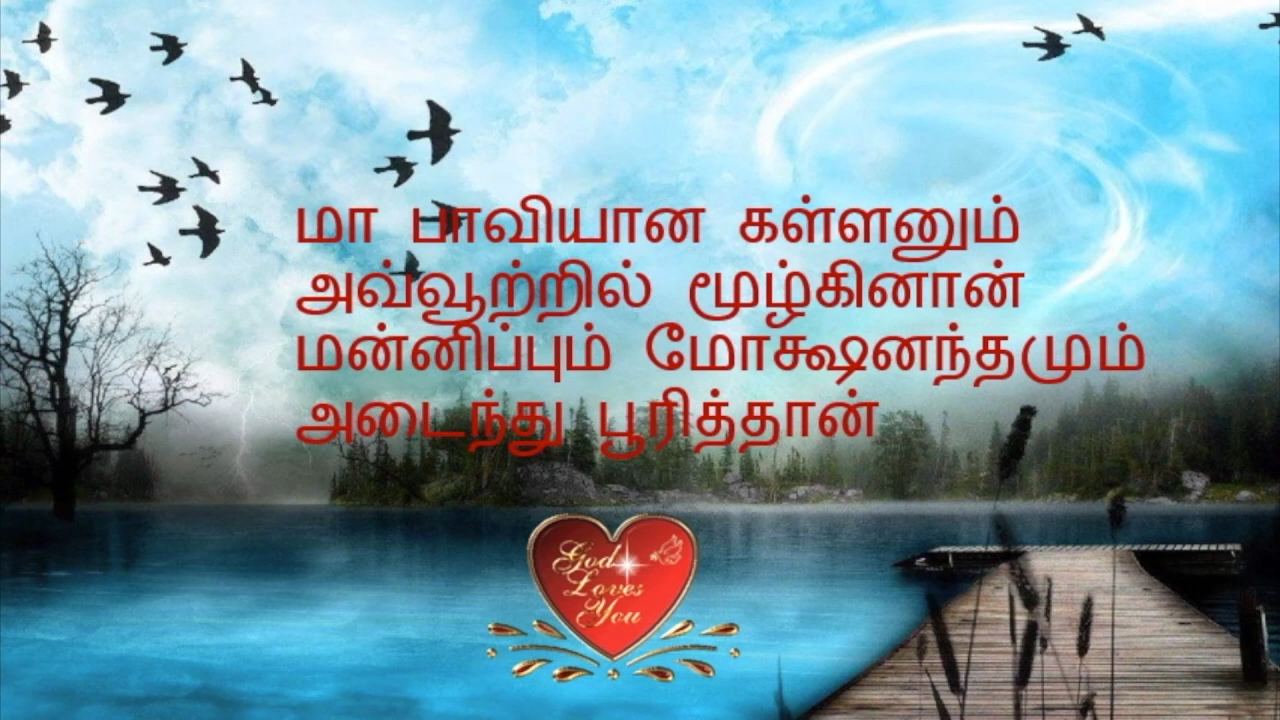 மா பாவியான கள்ளனும்
அவ்வூற்றில் மூழ்கினான்
மன்னிப்பும் மோக்ஷனந்தமும்
அடைந்து பூரித்தான்
God
Loves
You